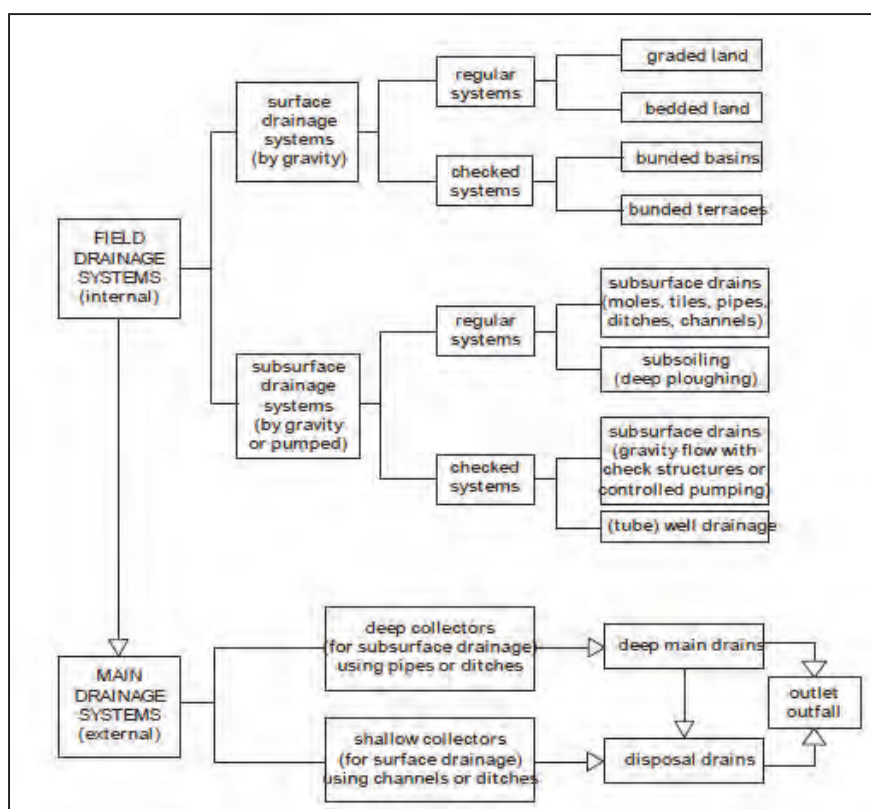 FIELD
DRAINAGE
SYSTEMS
(internal)
surface
drainage
systems
(by gravity)
regular
systems
graded land
bedded land
checked
systems
bunded basins
bunded terraces
subsurface
drainage
systems
(by gravity
or pumped)
regular
systems
subsurface drains
(moles, tiles, pipes,
ditches, channels)
subsoiling
(deep ploughing)
checked
systems
subsurface drains
(gravity flow with
check structures or
controlled pumping)
(tube) well drainage
MAIN
DRAINAGE
SYSTEMS
(external)
deep collectors
(for subsurface drainage)
using pipes or ditches
deep main drains
outlet
outfall
shallow collectors
(for surface drainage)
using channels or ditches
disposal drains